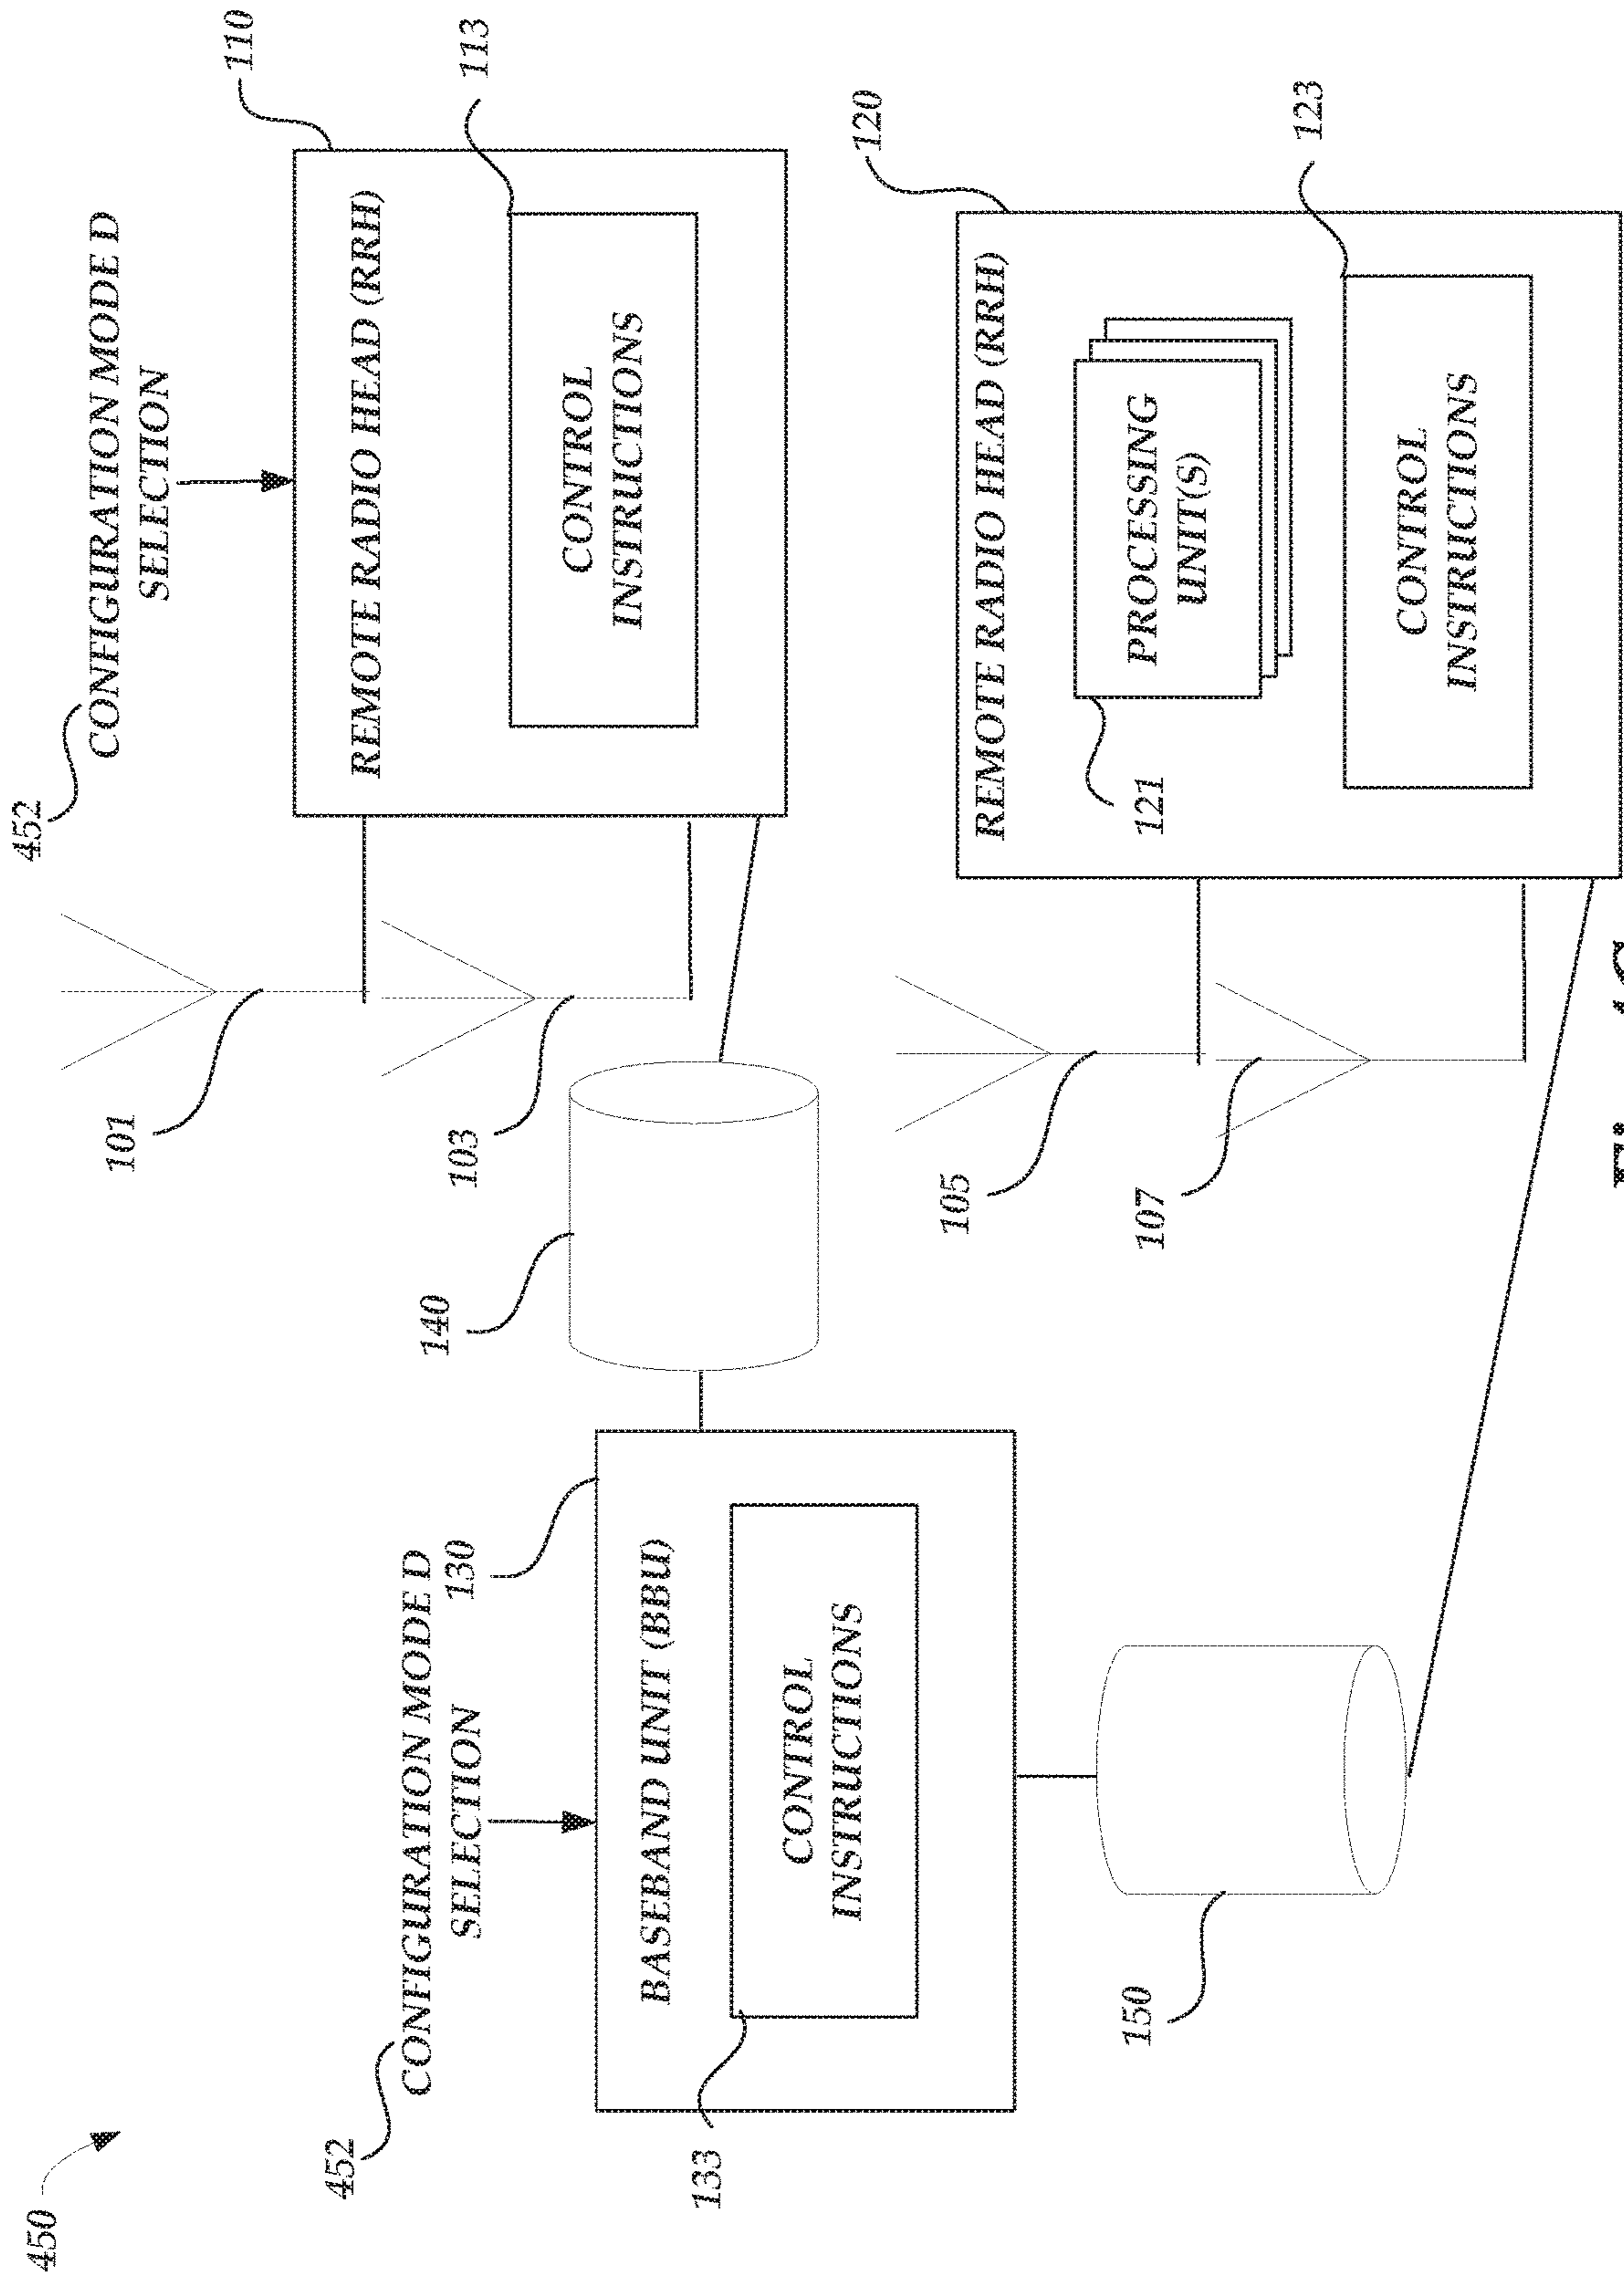 450
452
CONFIGURATION MODE D
SELECTION
110
REMOTE RADIO HEAD (RRH)
113
CONTROL
INSTRUCTIONS
101
103
140
452
CONFIGURATION MODE D
SELECTION
130
BASEBAND UNIT (BBU)
CONTROL
INSTRUCTIONS
133
120
REMOTE RADIO HEAD (RRH)
PROCESSING
UNIT(S)
121
123
CONTROL
INSTRUCTIONS
105
107
150